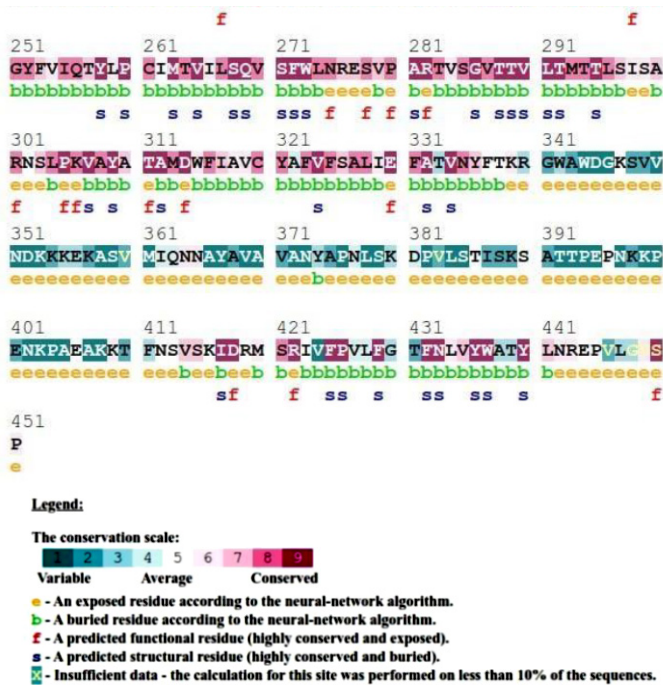 f f
251 261 271 281 291
GYFVIQTYLP CIMTVILSQV SFWLNRESVP ARTVSGVTTV LTMTTLSISA
bbbbbbbbbb bbbbbbbbbb bbbbeeeebe bebbbbbbbb bbbbbbbeeb
s s s s ss sss f f f sf s sss ss s
301 311 321 331 341
RNSLPKVAYA TAMDWFIAVC YAFVFSALIE FATVNYFTKR GWAWDGKSVV
eeebeebbbb ebbebbbbbb bbbbbbbbbe bbbbbbbbee eeeeeeeeee
f ffs s fs f s f s s
351 361 371 381 391
NDKKKEKASV MIQNNAYAVA VANYAPNLSK DPVLSTISKS ATTPEPNKKP
eeeeeeeeee eeeeeeeeee eeebeeeeee eeeeeeeeee eeeeeeeeee
401 411 421 431 441
ENKPAEAKKT FNSVSKIDRM SRIVFPVLFG TFNLVYWATY LNREPVLG S
eeeeeeeeee eeebeebeeb bebbbbbbbb bbbbbbbbbb beeeeeeeee
sf f ss s ss ss s f
451
P
e
Legend:
The conservation scale:
1 2 3 4 5 6 7 8 9
Variable Average Conserved
e - An exposed residue according to the neural-network algorithm.
b - A buried residue according to the neural-network algorithm.
f - A predicted functional residue (highly conserved and exposed).
s - A predicted structural residue (highly conserved and buried).
X - Insufficient data - the calculation for this site was performed on less than 10% of the sequences.